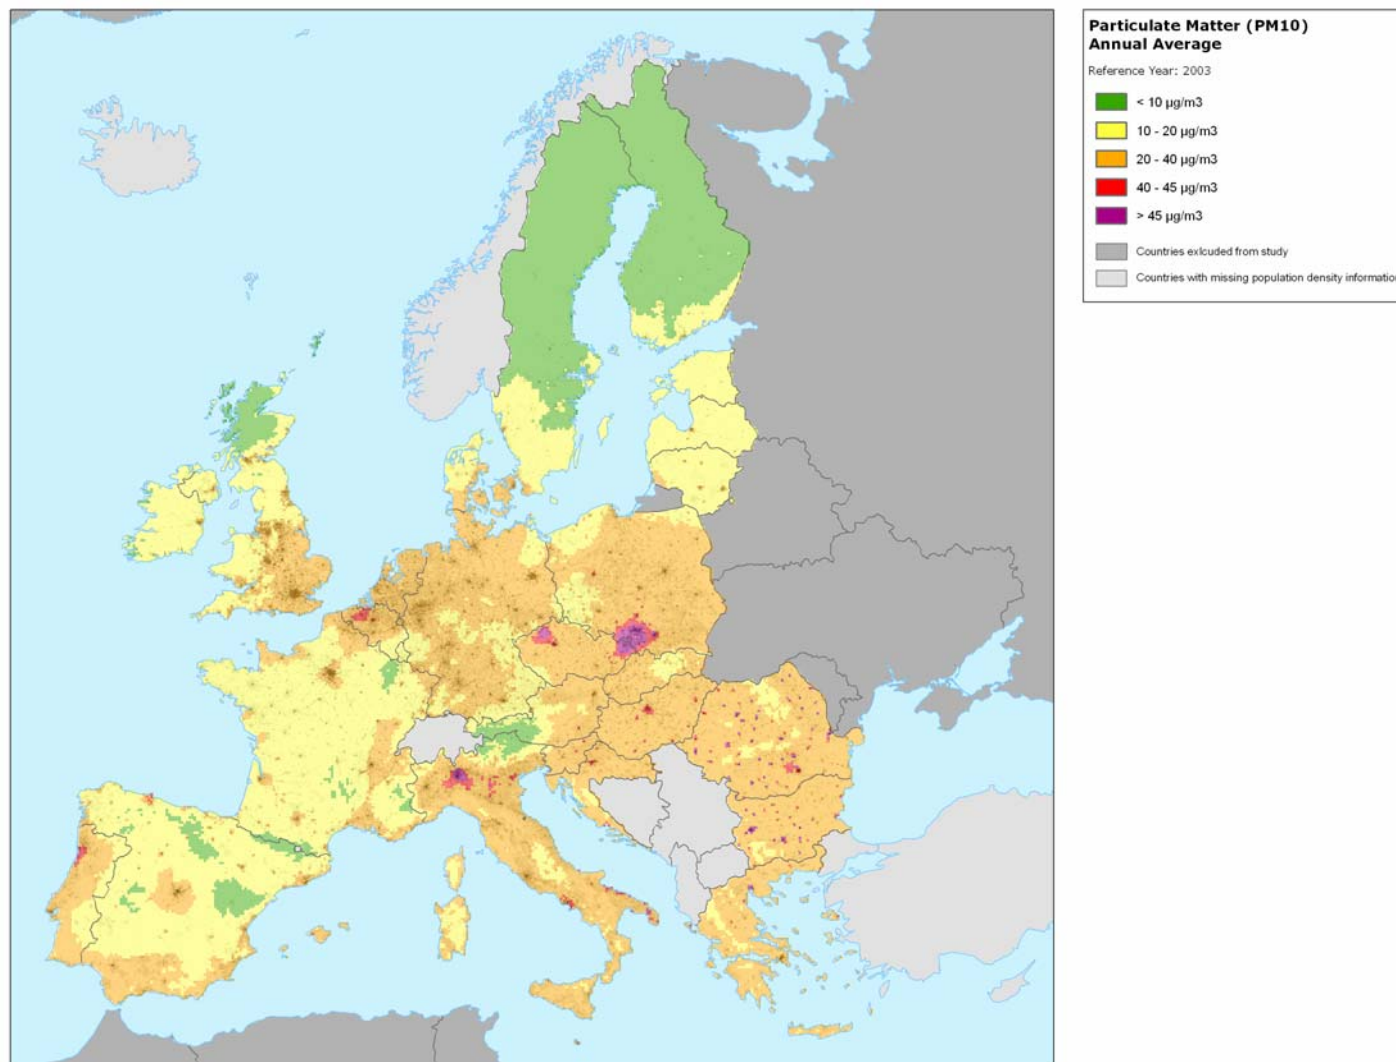 Particulate Matter (PM10)
Annual Average
Reference Year: 2003
< 10 µg/m3
10 - 20 µg/m3
20 - 40 µg/m3
40 - 45 µg/m3
> 45 µg/m3
Countries exlcuded from study
Countries with missing population density information